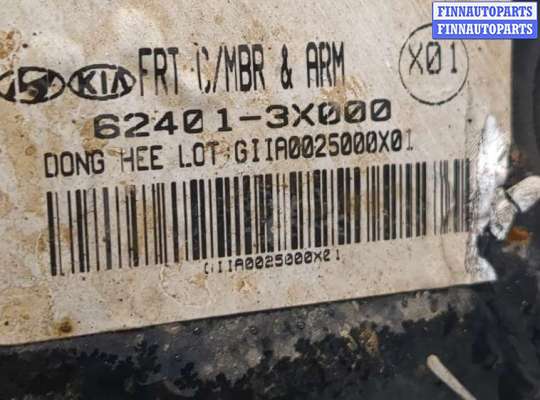 FINNAUTOPARTS
FINNAUTOPARTS
KIA FRT C/MBR & ARM X01
62401-3X000
DONG HEE LOT:GIIA0025000X01
GIIA0025000X01